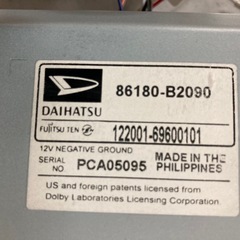 86180-B2090
DAIHATSU
FUJITSU TEN
122001-69600101
12V NEGATIVE GROUND
SERIAL NO PCA05095
MADE IN THE PHILIPPINES
US and foreign patents licensed from
Dolby Laboratories Licensing Corporation.